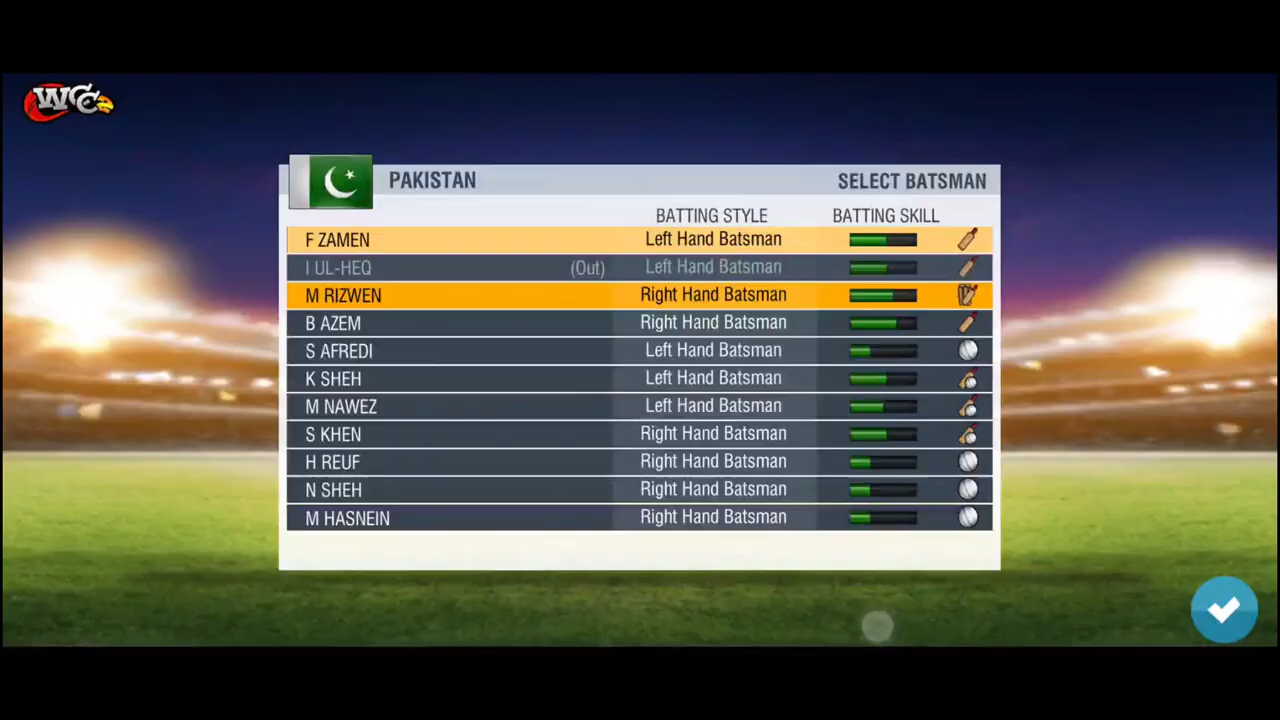 WCC
PAKISTAN SELECT BATSMAN
BATTING STYLE BATTING SKILL
F ZAMEN Left Hand Batsman
I UL-HEQ (Out) Left Hand Batsman
M RIZWEN Right Hand Batsman
B AZEM Right Hand Batsman
S AFREDI Left Hand Batsman
K SHEH Left Hand Batsman
M NAWEZ Left Hand Batsman
S KHEN Right Hand Batsman
H REUF Right Hand Batsman
N SHEH Right Hand Batsman
M HASNEIN Right Hand Batsman